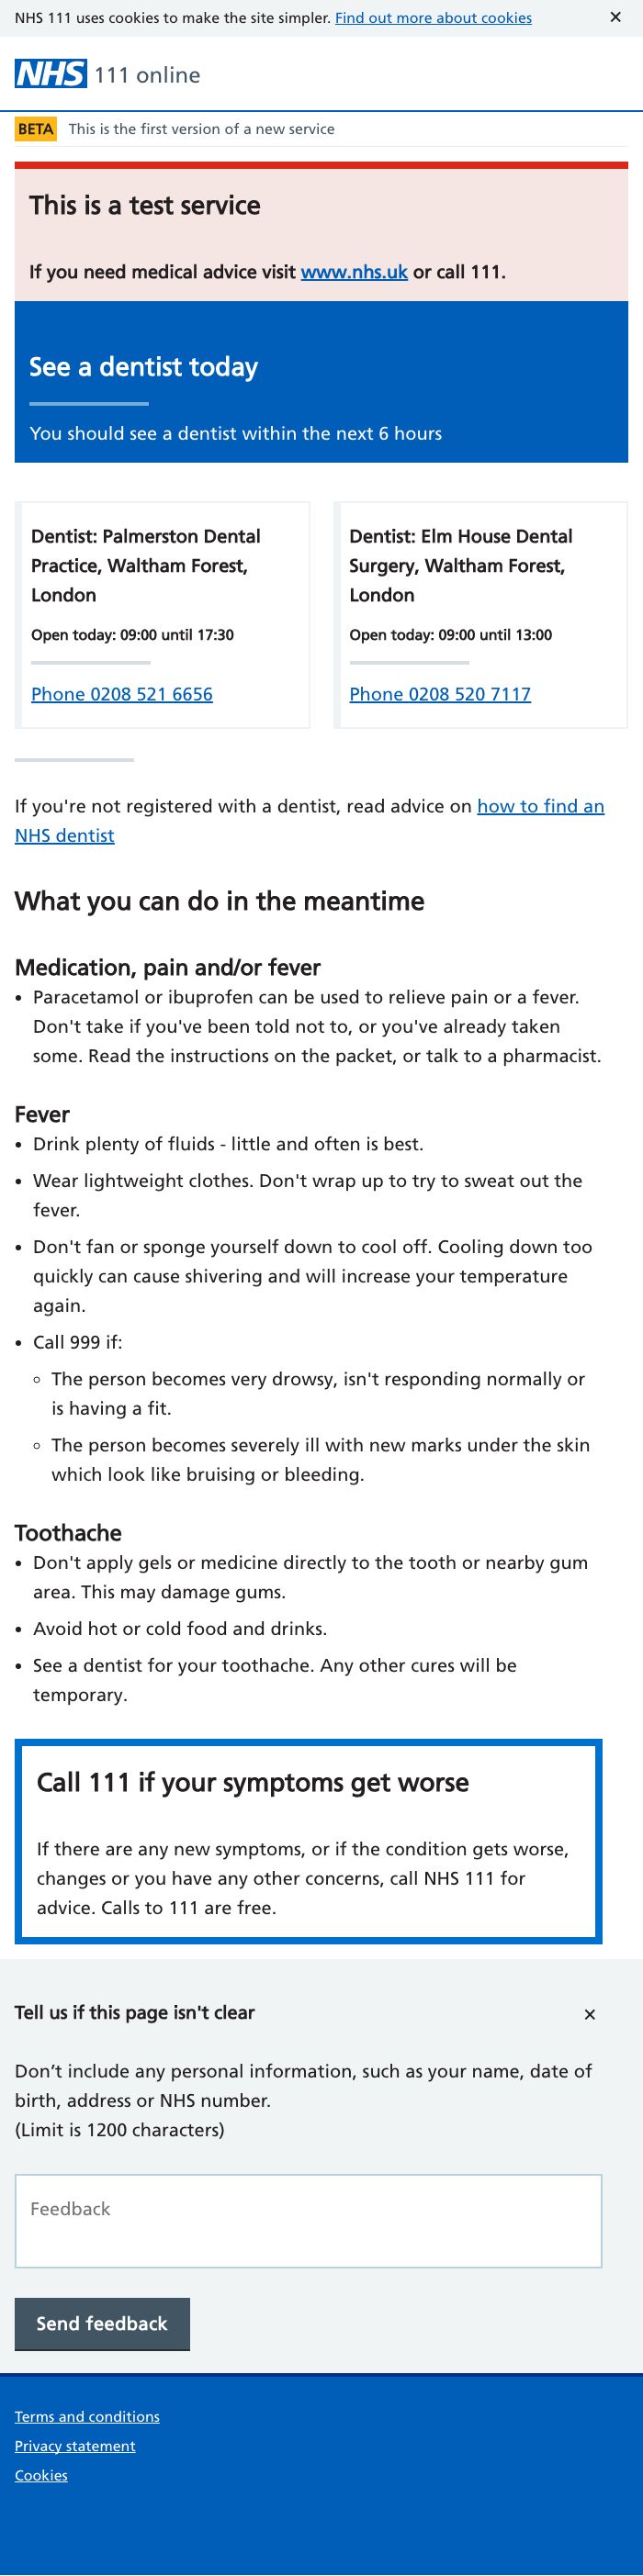 NHS 111 uses cookies to make the site simpler. Find out more about cookies ✕
NHS 111 online
BETA This is the first version of a new service
This is a test service
If you need medical advice visit www.nhs.uk or call 111.
See a dentist today
You should see a dentist within the next 6 hours
Dentist: Palmerston Dental
Practice, Waltham Forest,
London
Open today: 09:00 until 17:30
Phone 0208 521 6656
Dentist: Elm House Dental
Surgery, Waltham Forest,
London
Open today: 09:00 until 13:00
Phone 0208 520 7117
If you're not registered with a dentist, read advice on how to find an
NHS dentist
What you can do in the meantime
Medication, pain and/or fever
• Paracetamol or ibuprofen can be used to relieve pain or a fever.
Don't take if you've been told not to, or you've already taken
some. Read the instructions on the packet, or talk to a pharmacist.
Fever
• Drink plenty of fluids - little and often is best.
• Wear lightweight clothes. Don't wrap up to try to sweat out the
fever.
• Don't fan or sponge yourself down to cool off. Cooling down too
quickly can cause shivering and will increase your temperature
again.
• Call 999 if:
◦ The person becomes very drowsy, isn't responding normally or
is having a fit.
◦ The person becomes severely ill with new marks under the skin
which look like bruising or bleeding.
Toothache
• Don't apply gels or medicine directly to the tooth or nearby gum
area. This may damage gums.
• Avoid hot or cold food and drinks.
• See a dentist for your toothache. Any other cures will be
temporary.
Call 111 if your symptoms get worse
If there are any new symptoms, or if the condition gets worse,
changes or you have any other concerns, call NHS 111 for
advice. Calls to 111 are free.
Tell us if this page isn't clear ✕
Don’t include any personal information, such as your name, date of
birth, address or NHS number.
(Limit is 1200 characters)
Feedback
Send feedback
Terms and conditions
Privacy statement
Cookies